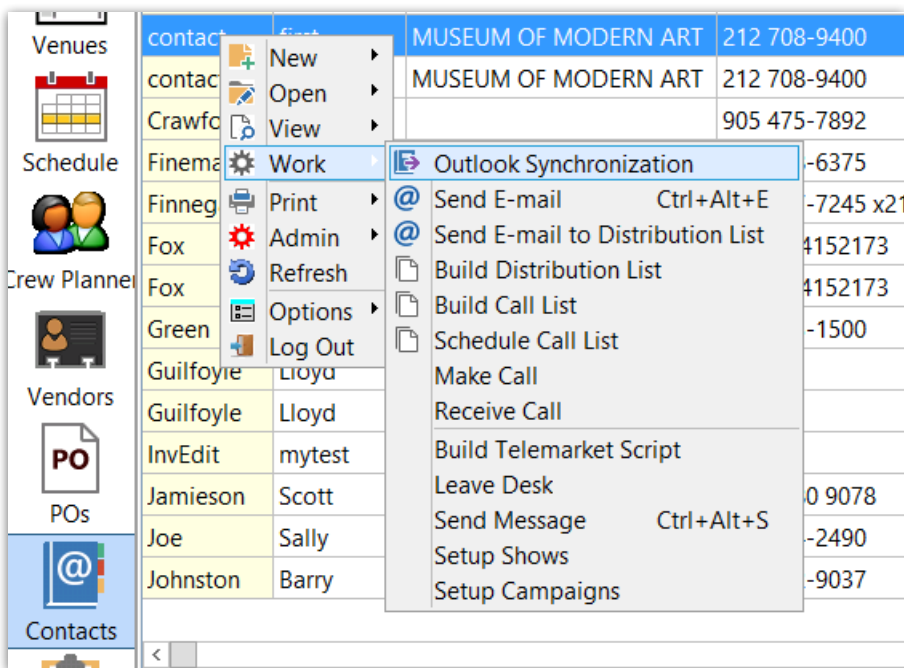 Venues
Schedule
Crew Planner
Vendors
PO
POs
@
Contacts
contact first MUSEUM OF MODERN ART 212 708-9400
MUSEUM OF MODERN ART 212 708-9400
905 475-7892
-6375
-7245 x21
Fox 4152173
Fox 4152173
Green -1500
Guilfoyle Lloyd
Guilfoyle Lloyd
InvEdit mytest
Jamieson Scott 0 9078
Joe Sally -2490
Johnston Barry -9037
New
Open
View
Work
Print
Admin
Refresh
Options
Log Out
Outlook Synchronization
@ Send E-mail Ctrl+Alt+E
@ Send E-mail to Distribution List
Build Distribution List
Build Call List
Schedule Call List
Make Call
Receive Call
Build Telemarket Script
Leave Desk
Send Message Ctrl+Alt+S
Setup Shows
Setup Campaigns